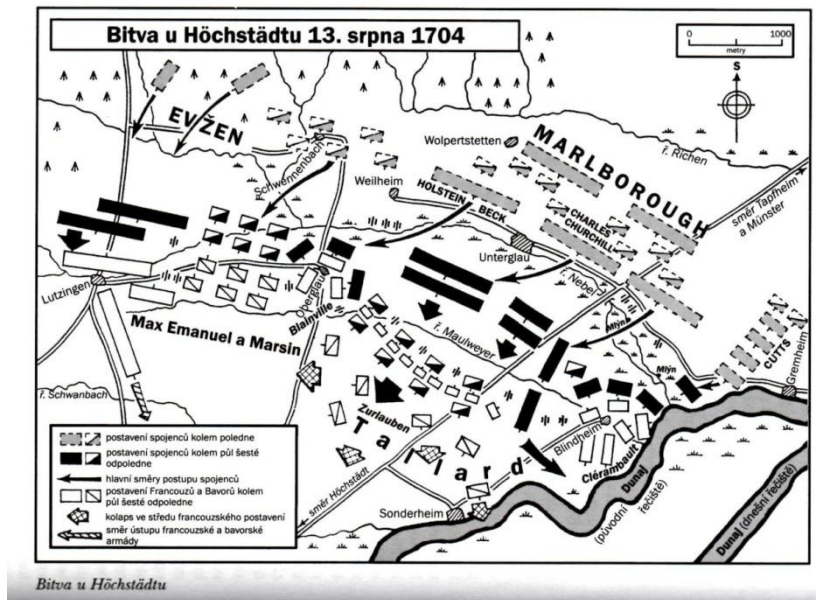 Bitva u Höchstädtu 13. srpna 1704
0 1000
metry
S
EVŽEN
Schwennenbach
Wolpertstetten
MARLBOROUGH
ř. Richen
směr Tapfheim
a Münster
Weilheim
HOLSTEIN BECK
CHARLES
CHURCHILL
Unterglau
ř. Nebel
Lutzingen
Oberglau
Blainville
Max Emanuel a Marsin
ř. Maulweyer
Mlýn
Mlýn
CUTTS
Gremheim
ř. Schwanbach
Zurlauben
Tallard
Blindheim
Clérambault
směr Höchstädt
Sonderheim
Dunaj
(původní
řečiště)
Dunaj (dnešní řečiště)
postavení spojenců kolem poledne
postavení spojenců kolem půl šesté
odpoledne
hlavní směry postupu spojenců
postavení Francouzů a Bavorů kolem
půl šesté odpoledne
kolaps ve středu francouzského postavení
směr ústupu francouzské a bavorské
armády
Bitva u Höchstädtu